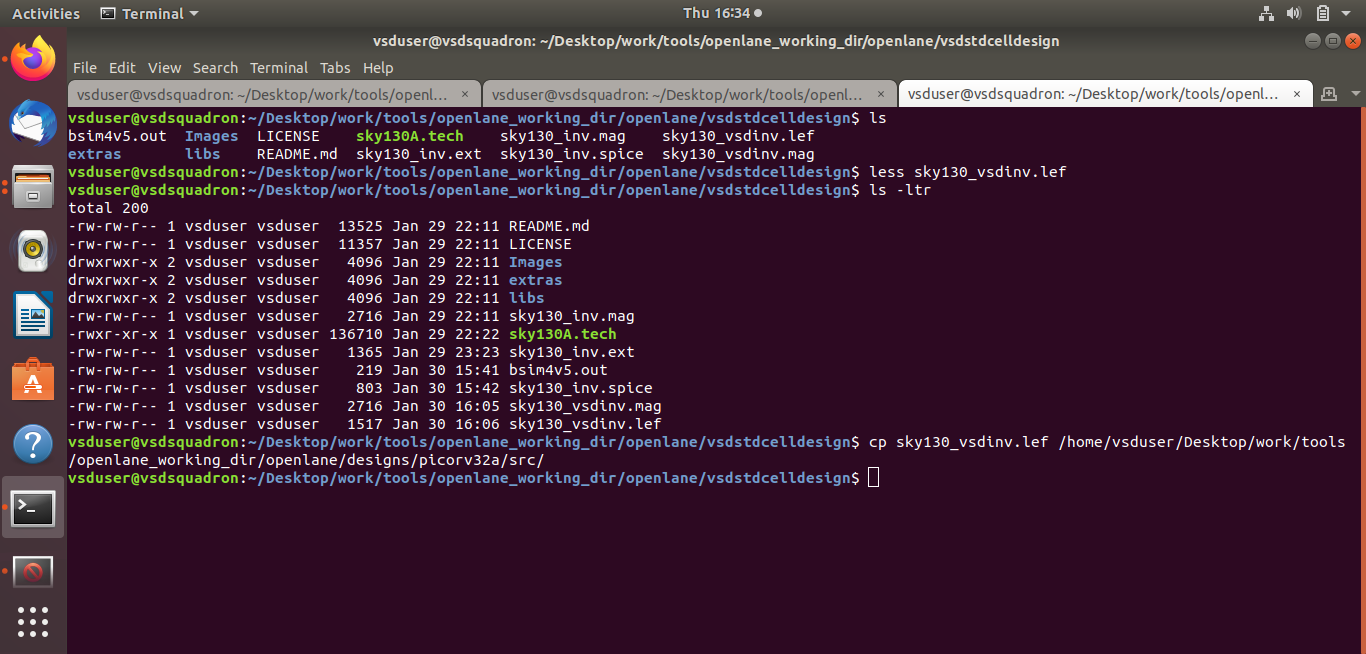 Activities Terminal Thu 16:34
vsduser@vsdsquadron: ~/Desktop/work/tools/openlane_working_dir/openlane/vsdstdcelldesign
File Edit View Search Terminal Tabs Help
vsduser@vsdsquadron: ~/Desktop/work/tools/openl... × vsduser@vsdsquadron: ~/Desktop/work/tools/openl... × vsduser@vsdsquadron: ~/Desktop/work/tools/openl... ×
vsduser@vsdsquadron:~/Desktop/work/tools/openlane_working_dir/openlane/vsdstdcelldesign$ ls
bsim4v5.out  Images  LICENSE    sky130A.tech    sky130_inv.mag    sky130_vsdinv.lef
extras       libs    README.md  sky130_inv.ext  sky130_inv.spice  sky130_vsdinv.mag
vsduser@vsdsquadron:~/Desktop/work/tools/openlane_working_dir/openlane/vsdstdcelldesign$ less sky130_vsdinv.lef
vsduser@vsdsquadron:~/Desktop/work/tools/openlane_working_dir/openlane/vsdstdcelldesign$ ls -ltr
total 200
-rw-rw-r-- 1 vsduser vsduser  13525 Jan 29 22:11 README.md
-rw-rw-r-- 1 vsduser vsduser  11357 Jan 29 22:11 LICENSE
drwxrwxr-x 2 vsduser vsduser   4096 Jan 29 22:11 Images
drwxrwxr-x 2 vsduser vsduser   4096 Jan 29 22:11 extras
drwxrwxr-x 2 vsduser vsduser   4096 Jan 29 22:11 libs
-rw-rw-r-- 1 vsduser vsduser   2716 Jan 29 22:11 sky130_inv.mag
-rwxr-xr-x 1 vsduser vsduser 136710 Jan 29 22:22 sky130A.tech
-rw-rw-r-- 1 vsduser vsduser   1365 Jan 29 23:23 sky130_inv.ext
-rw-rw-r-- 1 vsduser vsduser    219 Jan 30 15:41 bsim4v5.out
-rw-rw-r-- 1 vsduser vsduser    803 Jan 30 15:42 sky130_inv.spice
-rw-rw-r-- 1 vsduser vsduser   2716 Jan 30 16:05 sky130_vsdinv.mag
-rw-rw-r-- 1 vsduser vsduser   1517 Jan 30 16:06 sky130_vsdinv.lef
vsduser@vsdsquadron:~/Desktop/work/tools/openlane_working_dir/openlane/vsdstdcelldesign$ cp sky130_vsdinv.lef /home/vsduser/Desktop/work/tools
/openlane_working_dir/openlane/designs/picorv32a/src/
vsduser@vsdsquadron:~/Desktop/work/tools/openlane_working_dir/openlane/vsdstdcelldesign$